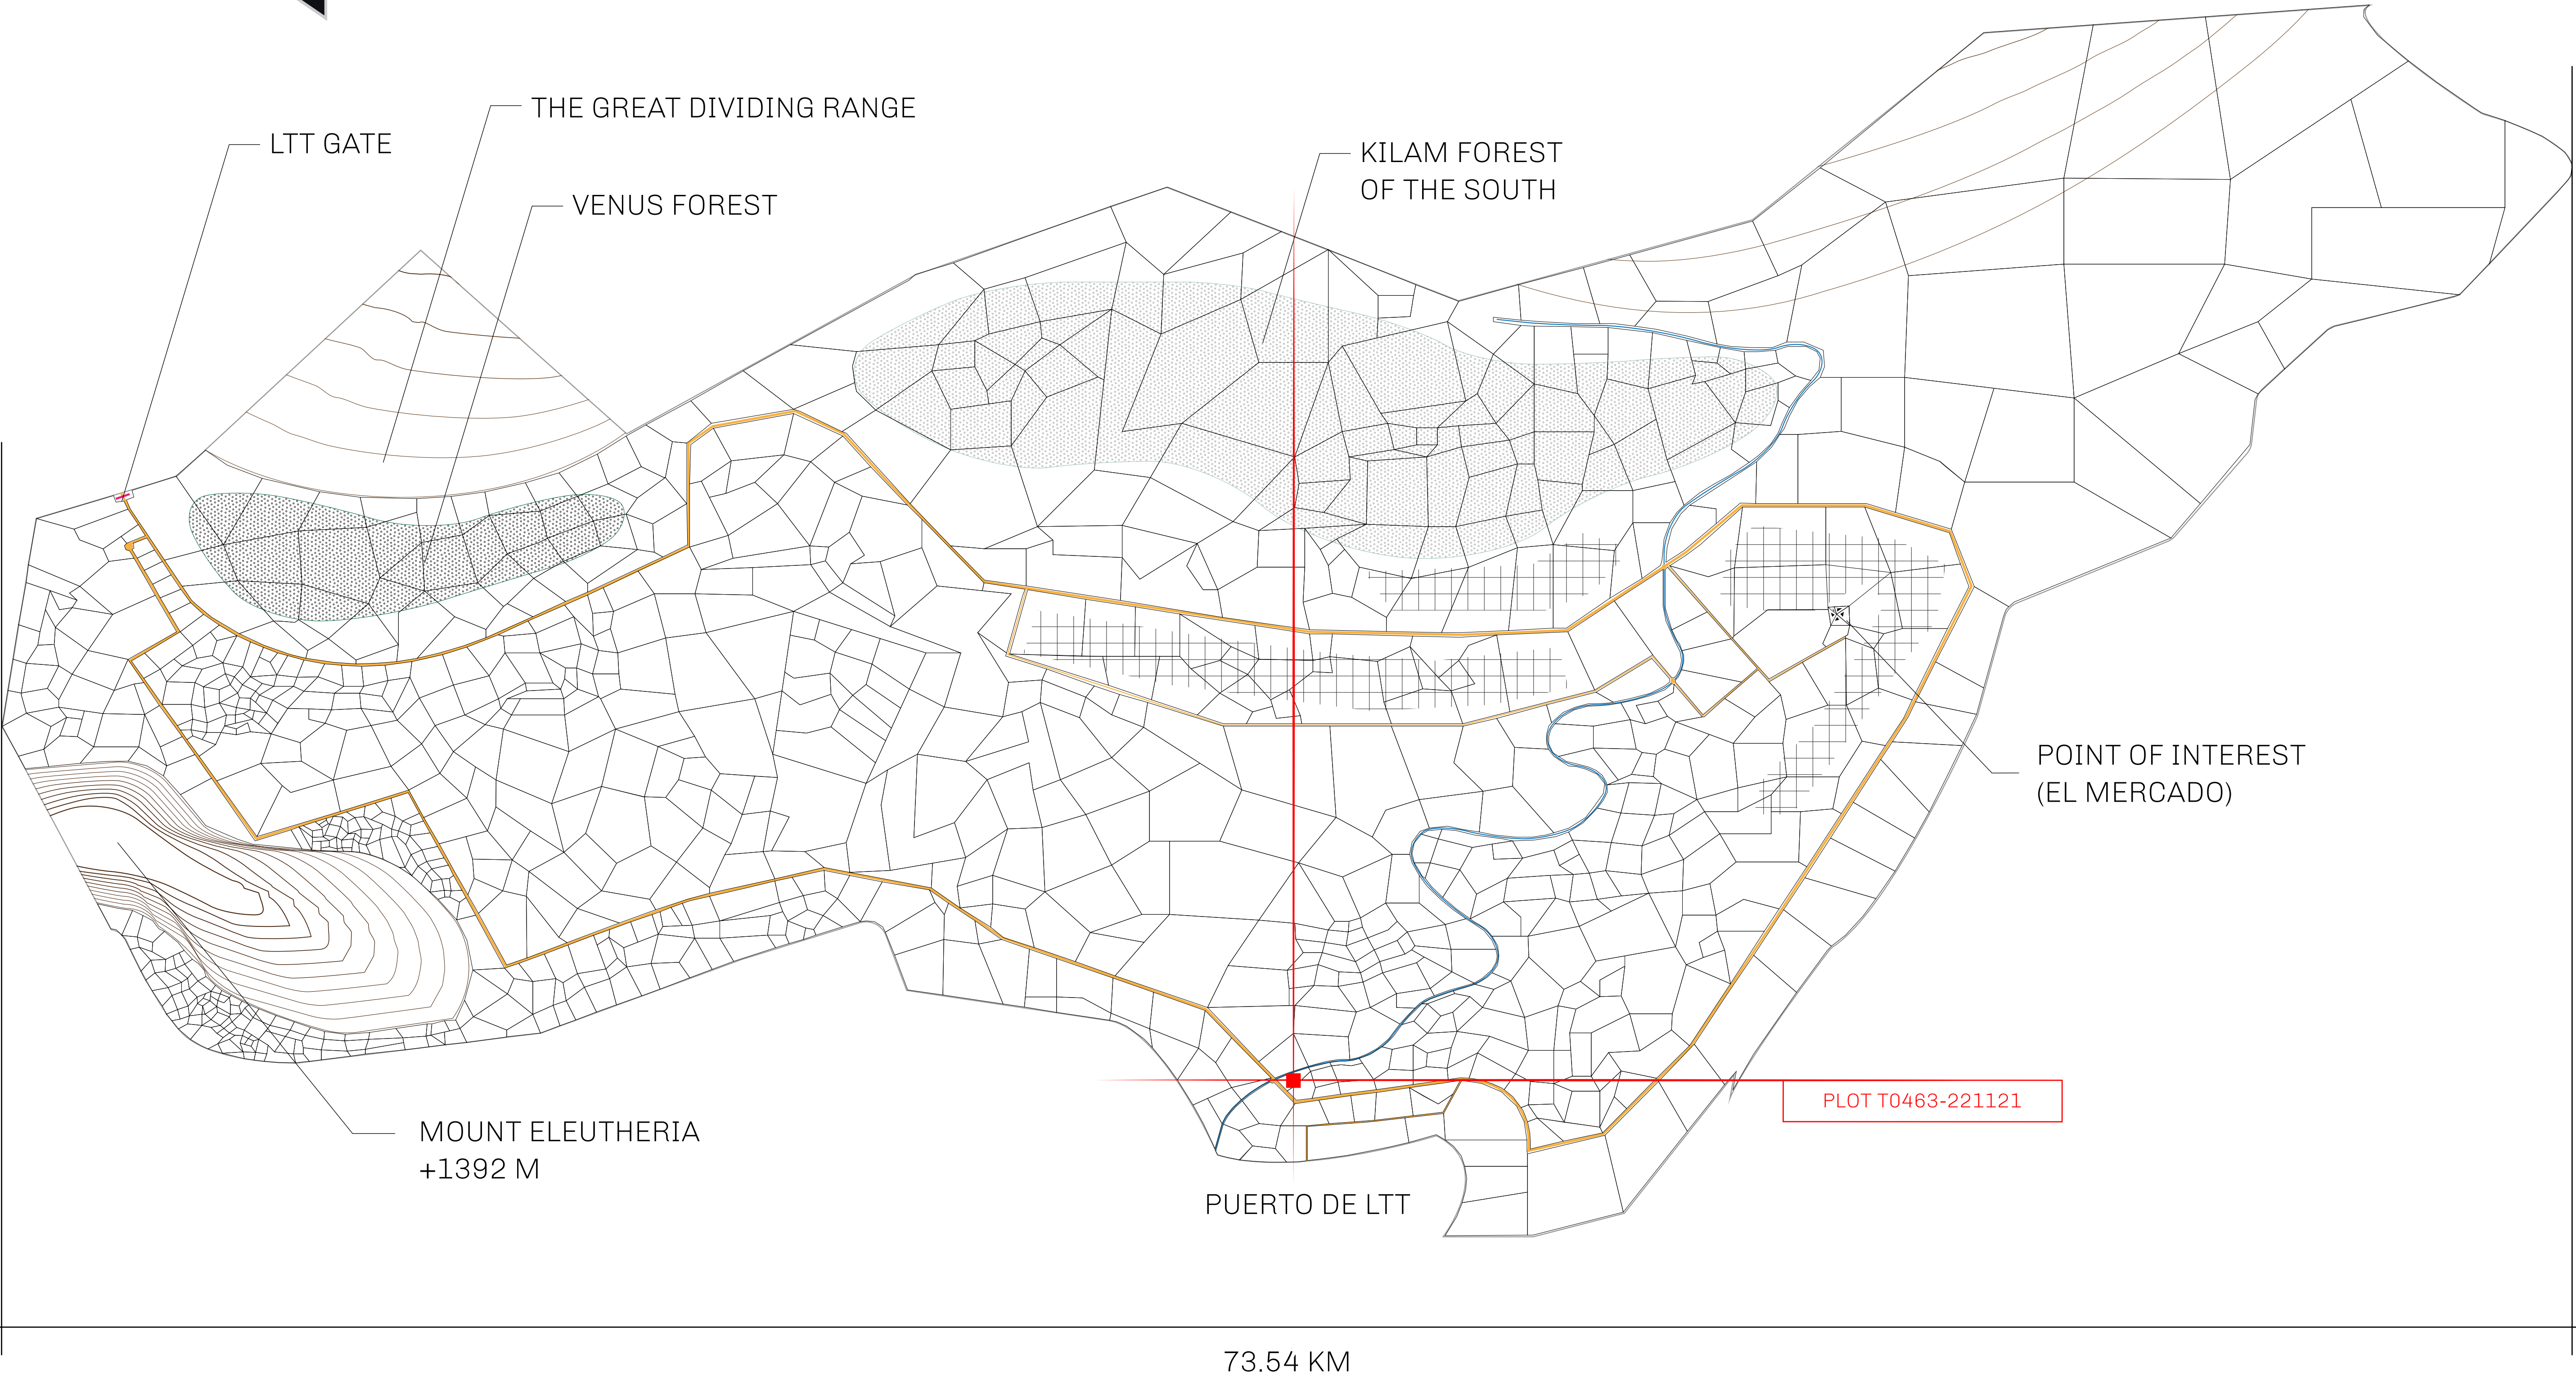 THE GREAT DIVIDING RANGE
LTT GATE
VENUS FOREST
KILAM FOREST
OF THE SOUTH
POINT OF INTEREST
(EL MERCADO)
PLOT T0463-221121
MOUNT ELEUTHERIA
+1392 M
PUERTO DE LTT
73.54 KM